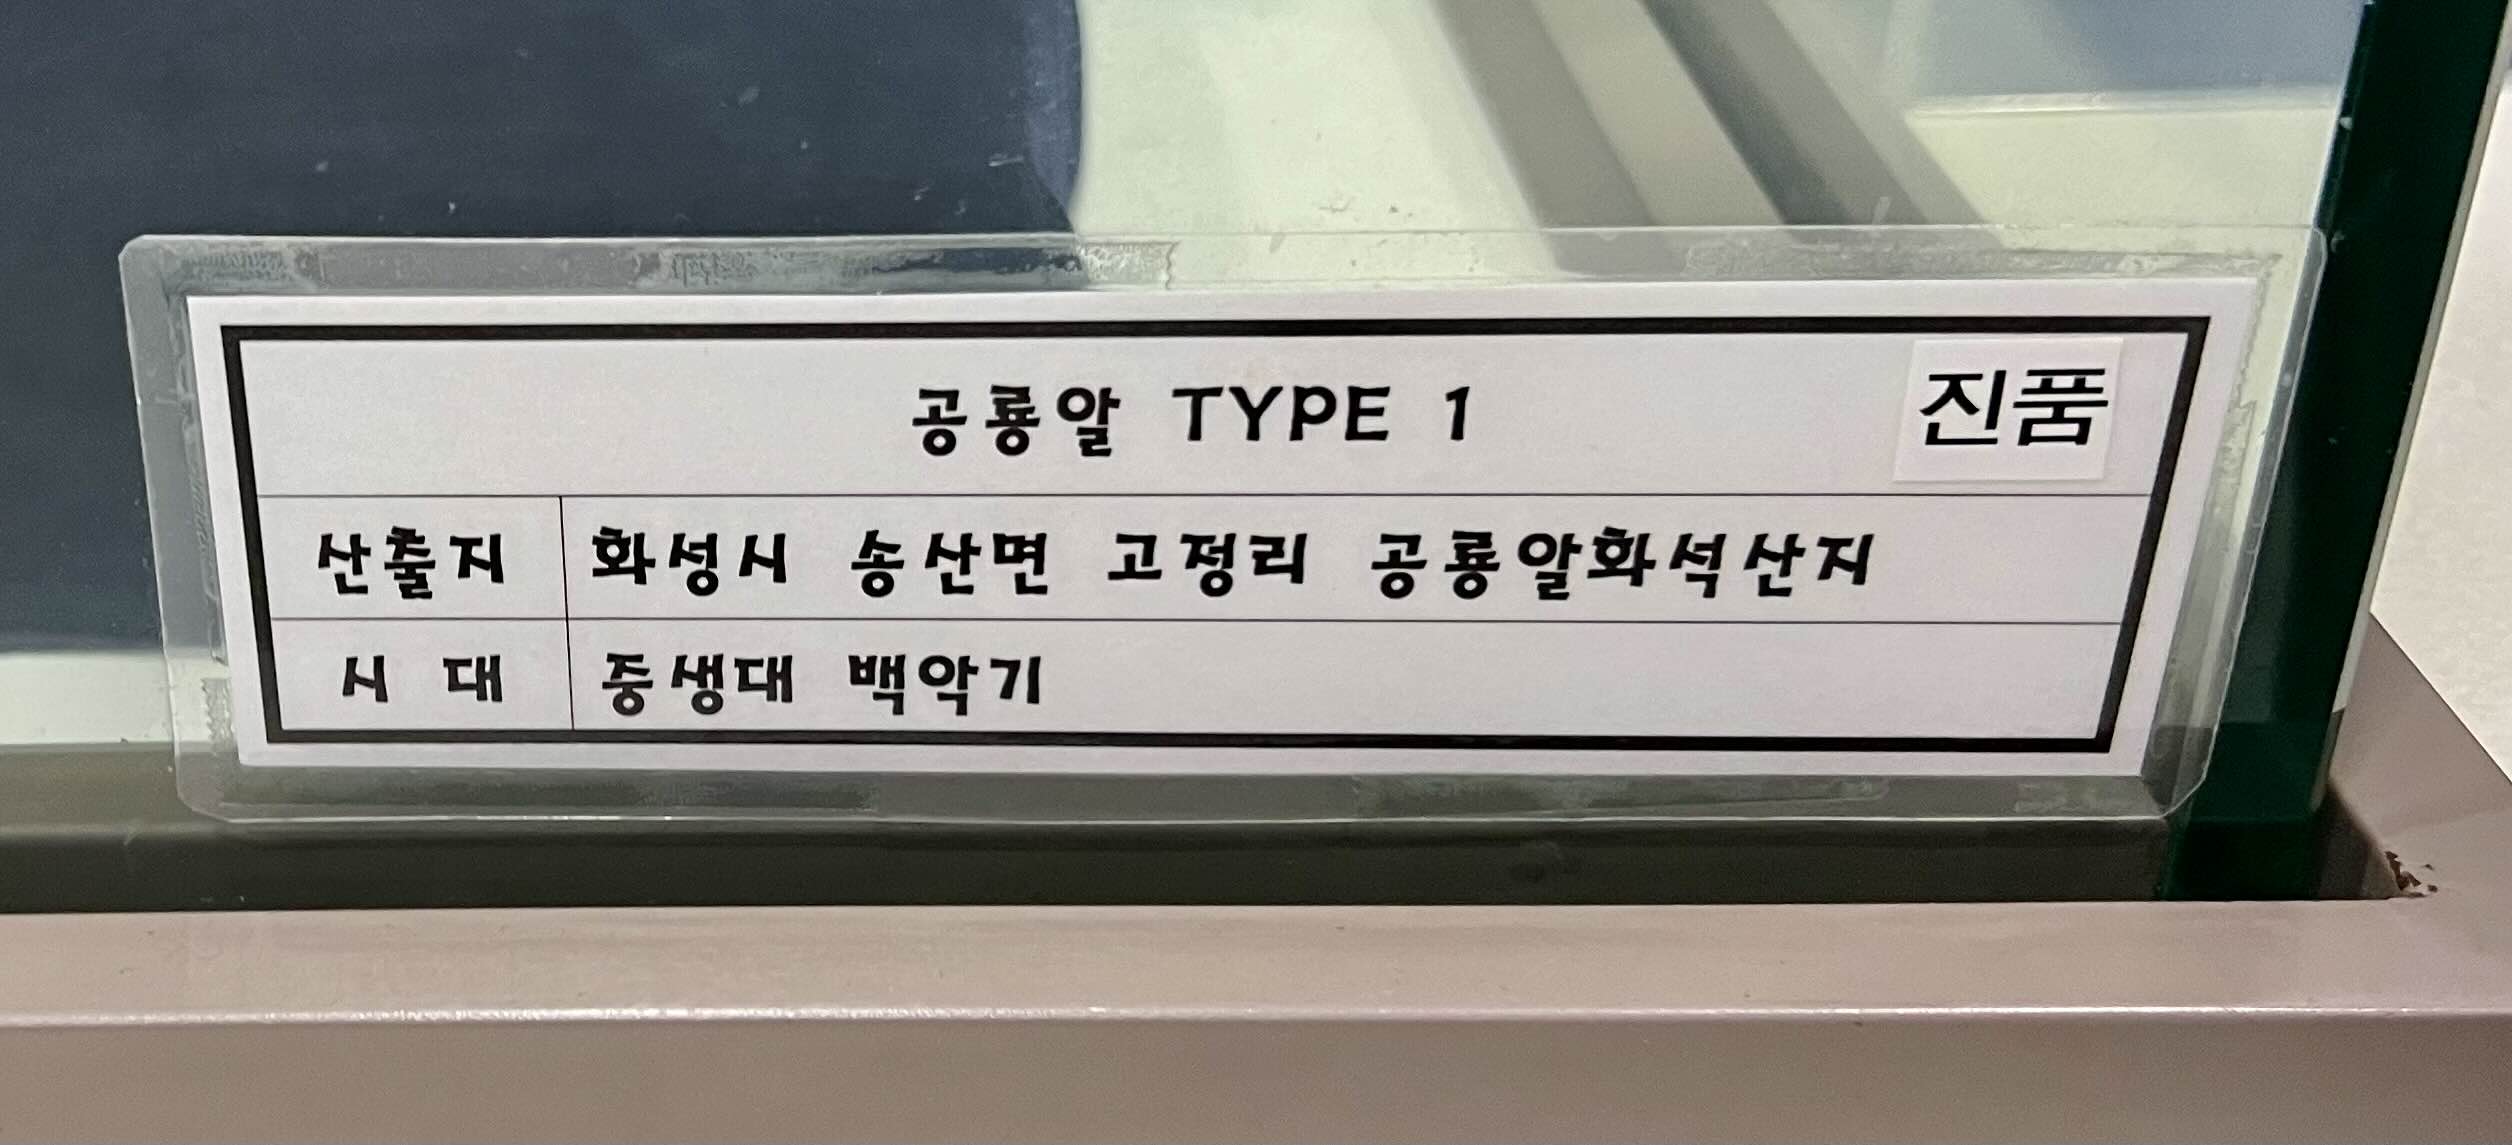 공룡알 TYPE 1 진품
산출지 화성시 송산면 고정리 공룡알화석산지
시 대 중생대 백악기